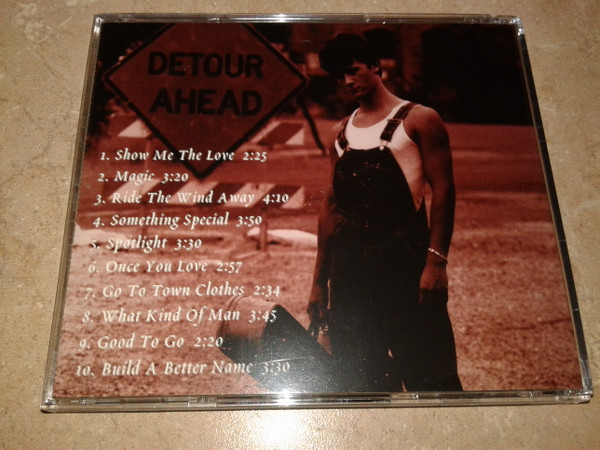 DETOUR
AHEAD
1. Show Me The Love 2:25
2. Magic 3:20
3. Ride The Wind Away 4:10
4. Something Special 3:50
5. Spotlight 3:30
6. Once You Love 2:57
7. Go To Town Clothes 2:34
8. What Kind Of Man 3:45
9. Good To Go 2:20
10. Build A Better Name 3:30